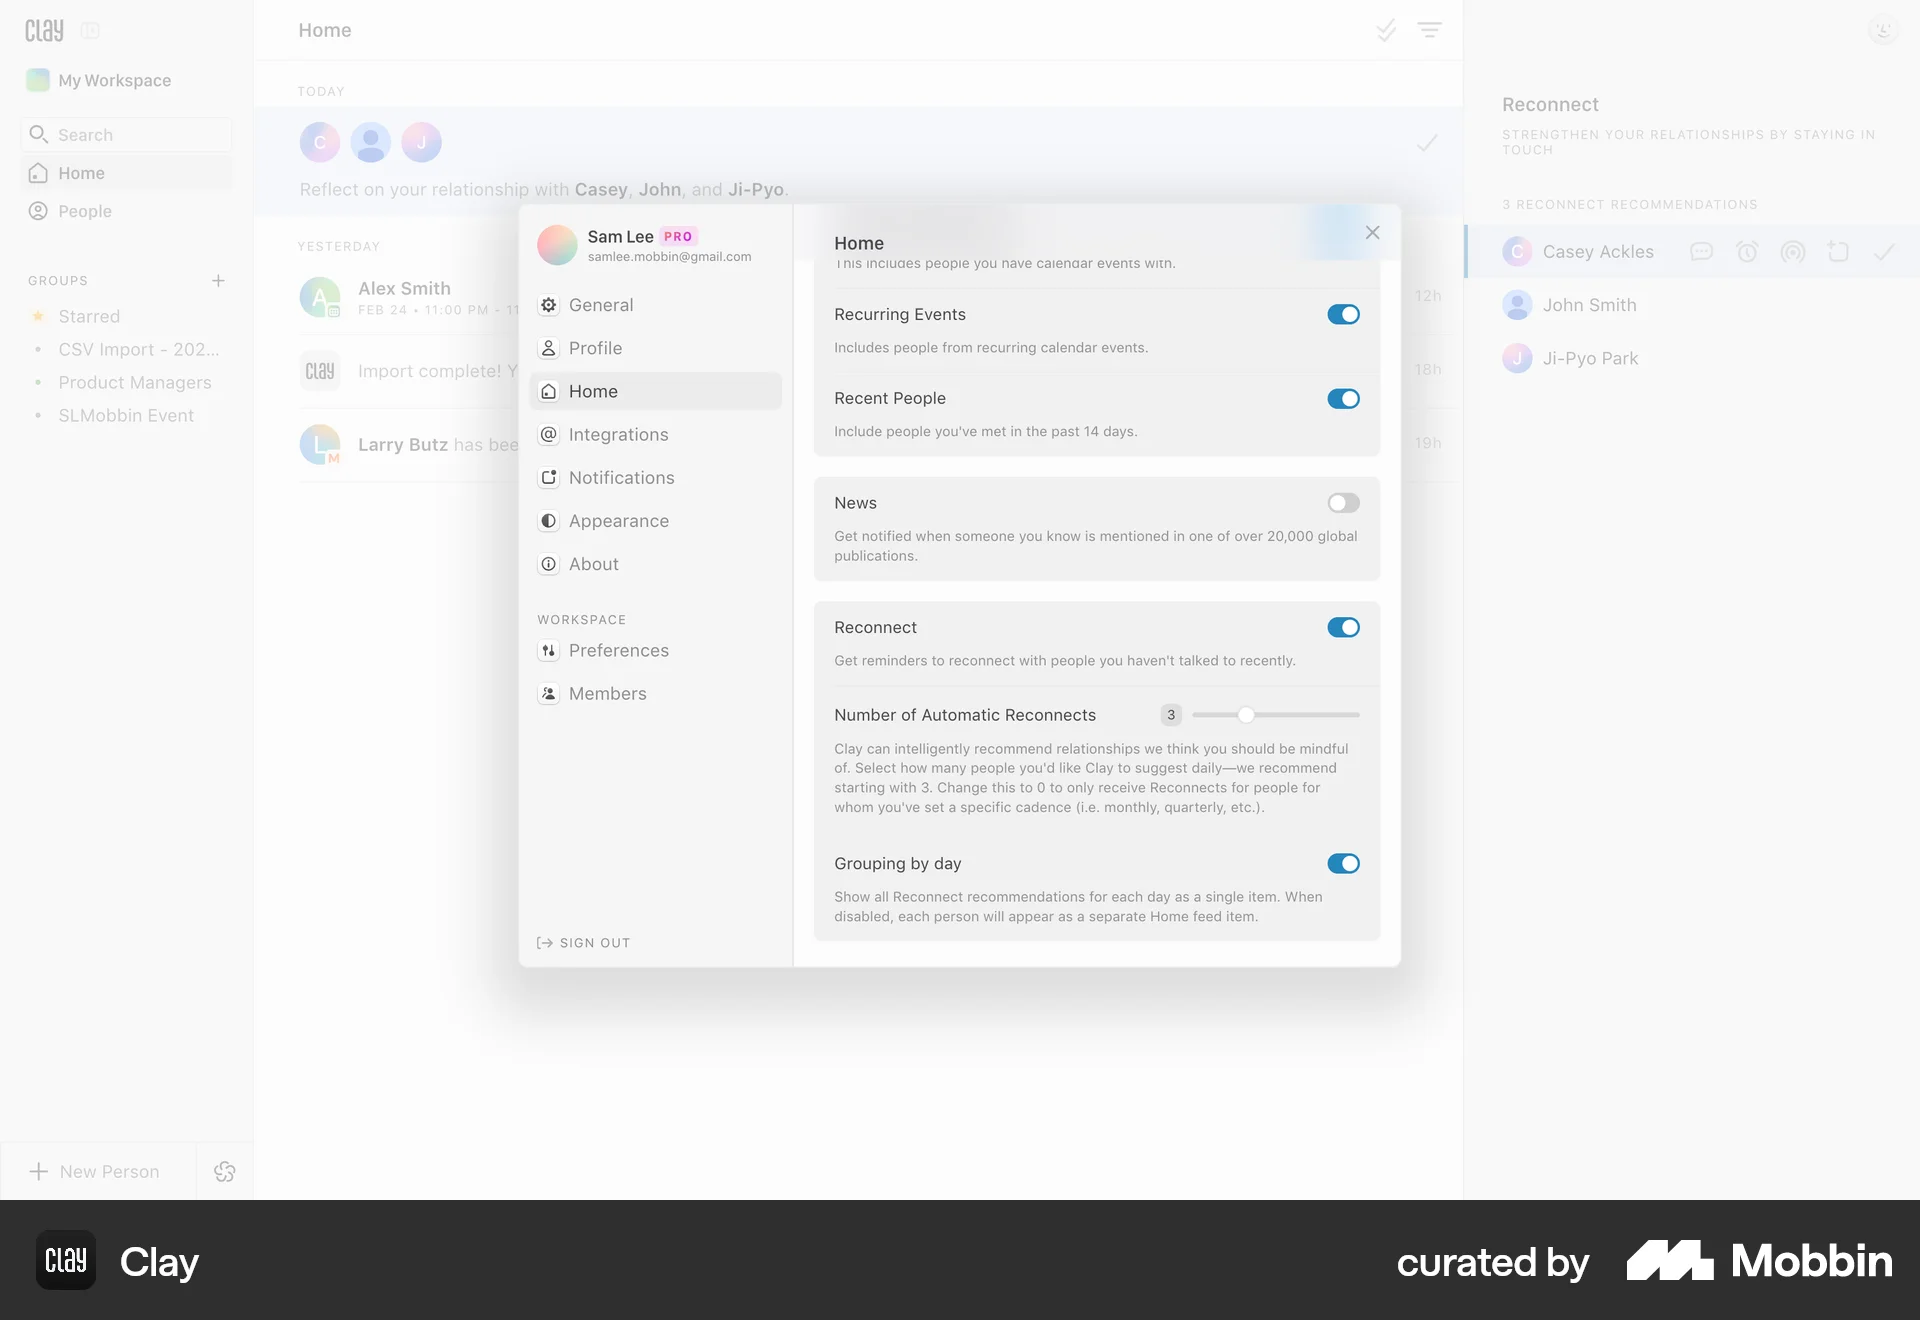 CLAY
My Workspace
Search
Home
People
GROUPS
Starred
CSV Import - 202...
Product Managers
SLMobbin Event
New Person
Home
TODAY
C
J
Reflect on your relationship with Casey, John, and Ji-Pyo.
YESTERDAY
A
Alex Smith
FEB 24 • 11:00 PM - 11
12h
CLAY
Import complete! Y
18h
L
M
Larry Butz has bee
19h
Sam Lee PRO
samlee.mobbin@gmail.com
General
Profile
Home
Integrations
Notifications
Appearance
About
WORKSPACE
Preferences
Members
SIGN OUT
Home
This includes people you have calendar events with.
Recurring Events
Includes people from recurring calendar events.
Recent People
Include people you've met in the past 14 days.
News
Get notified when someone you know is mentioned in one of over 20,000 global
publications.
Reconnect
Get reminders to reconnect with people you haven't talked to recently.
Number of Automatic Reconnects 3
Clay can intelligently recommend relationships we think you should be mindful
of. Select how many people you'd like Clay to suggest daily—we recommend
starting with 3. Change this to 0 to only receive Reconnects for people for
whom you've set a specific cadence (i.e. monthly, quarterly, etc.).
Grouping by day
Show all Reconnect recommendations for each day as a single item. When
disabled, each person will appear as a separate Home feed item.
Reconnect
STRENGTHEN YOUR RELATIONSHIPS BY STAYING IN
TOUCH
3 RECONNECT RECOMMENDATIONS
C
Casey Ackles
John Smith
J
Ji-Pyo Park
CLAY
Clay
curated by
Mobbin